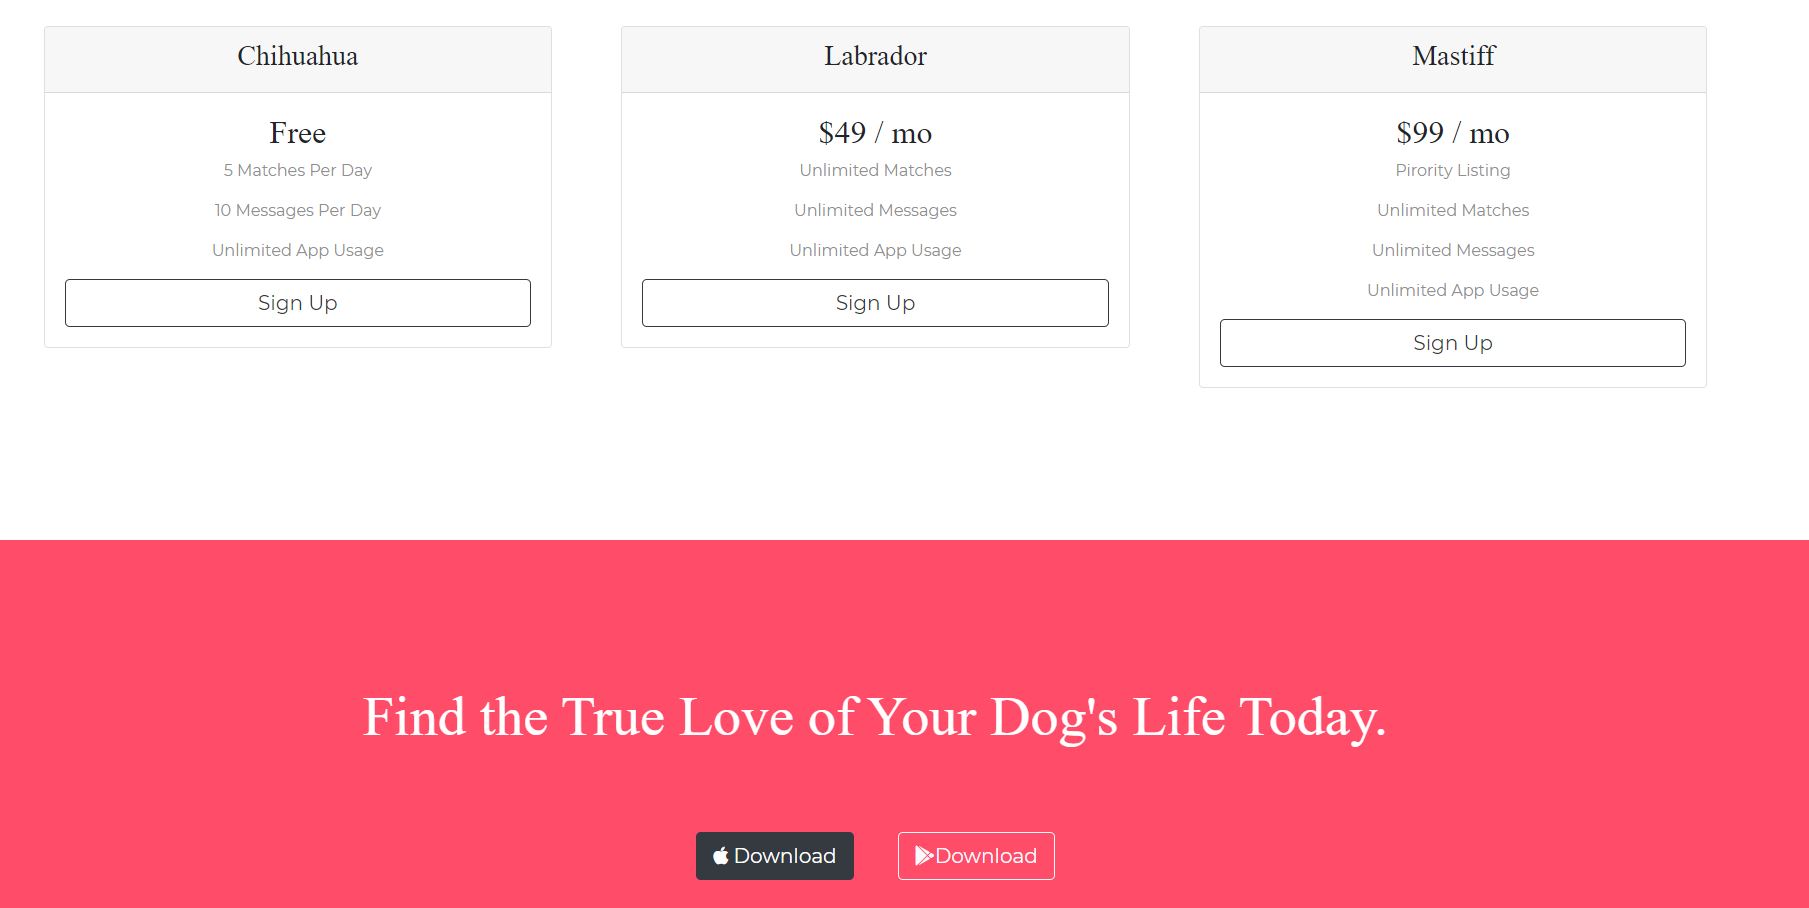 Chihuahua
Free
5 Matches Per Day
10 Messages Per Day
Unlimited App Usage
Sign Up
Labrador
$49 / mo
Unlimited Matches
Unlimited Messages
Unlimited App Usage
Sign Up
Mastiff
$99 / mo
Pirority Listing
Unlimited Matches
Unlimited Messages
Unlimited App Usage
Sign Up
Find the True Love of Your Dog's Life Today.
Download
Download